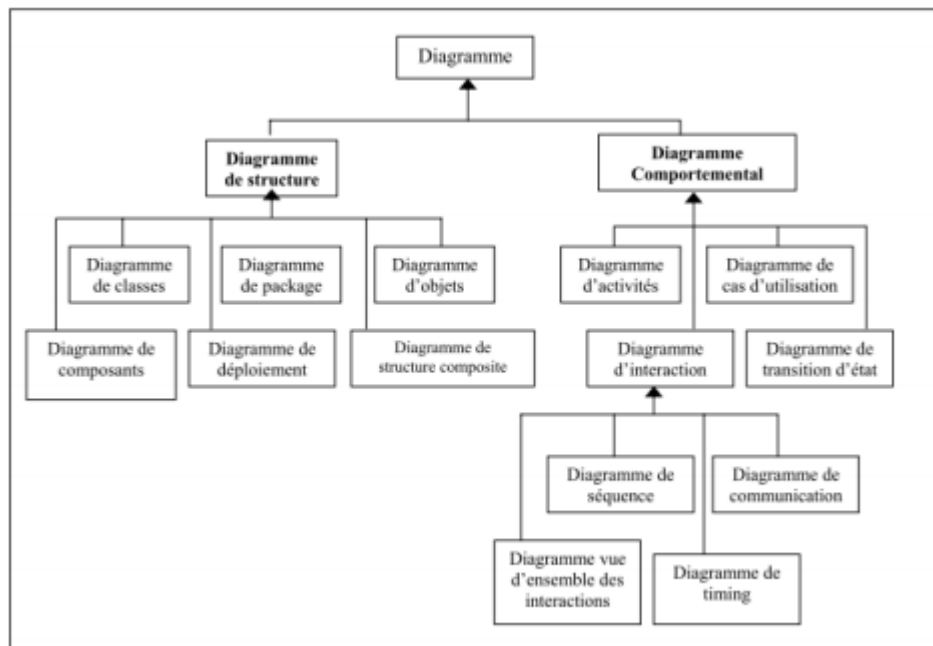 Diagramme
Diagramme
de structure
Diagramme
Comportemental
Diagramme
de classes
Diagramme
de package
Diagramme
d’objets
Diagramme
d’activités
Diagramme de
cas d’utilisation
Diagramme de
composants
Diagramme de
déploiement
Diagramme de
structure composite
Diagramme
d’interaction
Diagramme de
transition d’état
Diagramme de
séquence
Diagramme de
communication
Diagramme vue
d’ensemble des
interactions
Diagramme de
timing